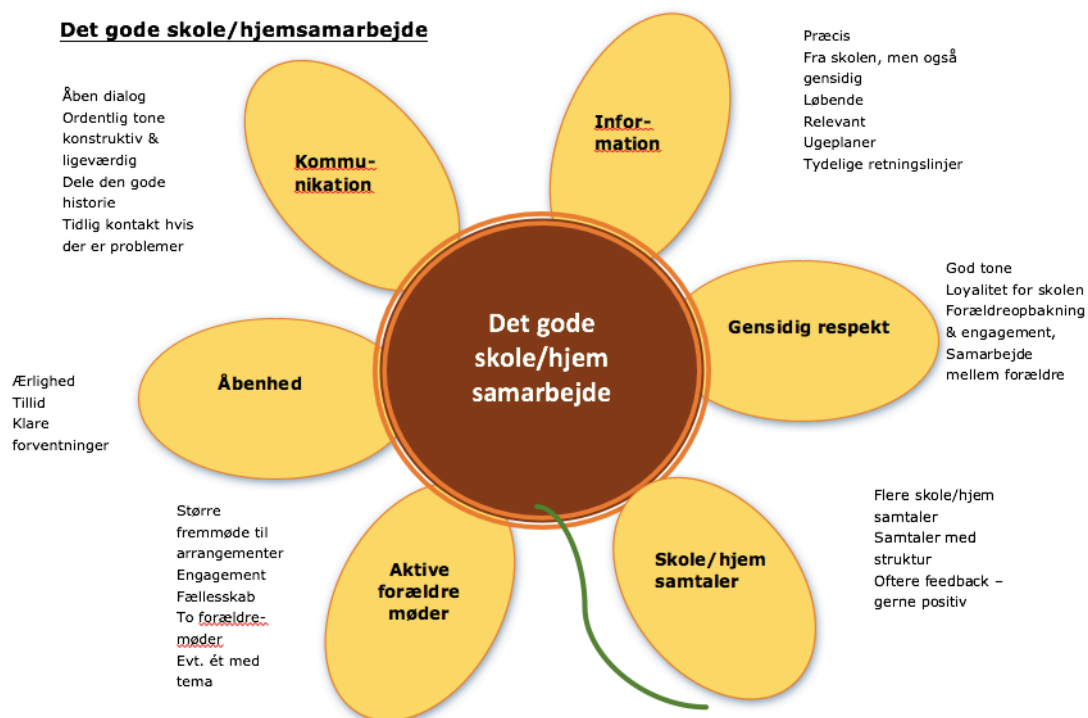 Det gode skole/hjemsamarbejde
Åben dialog
Ordentlig tone
konstruktiv &
ligeværdig
Dele den gode
historie
Tidlig kontakt hvis
der er problemer
Kommu-
nikation
Infor-
mation
Præcis
Fra skolen, men også
gensidig
Løbende
Relevant
Ugeplaner
Tydelige retningslinjer
Gensidig respekt
God tone
Loyalitet for skolen
Forældreopbakning
& engagement,
Samarbejde
mellem forældre
Det gode
skole/hjem
samarbejde
Åbenhed
Ærlighed
Tillid
Klare
forventninger
Større
fremmøde til
arrangementer
Engagement
Fællesskab
To forældre-
møder
Evt. ét med
tema
Aktive
forældre
møder
Skole/hjem
samtaler
Flere skole/hjem
samtaler
Samtaler med
struktur
Oftere feedback –
gerne positiv